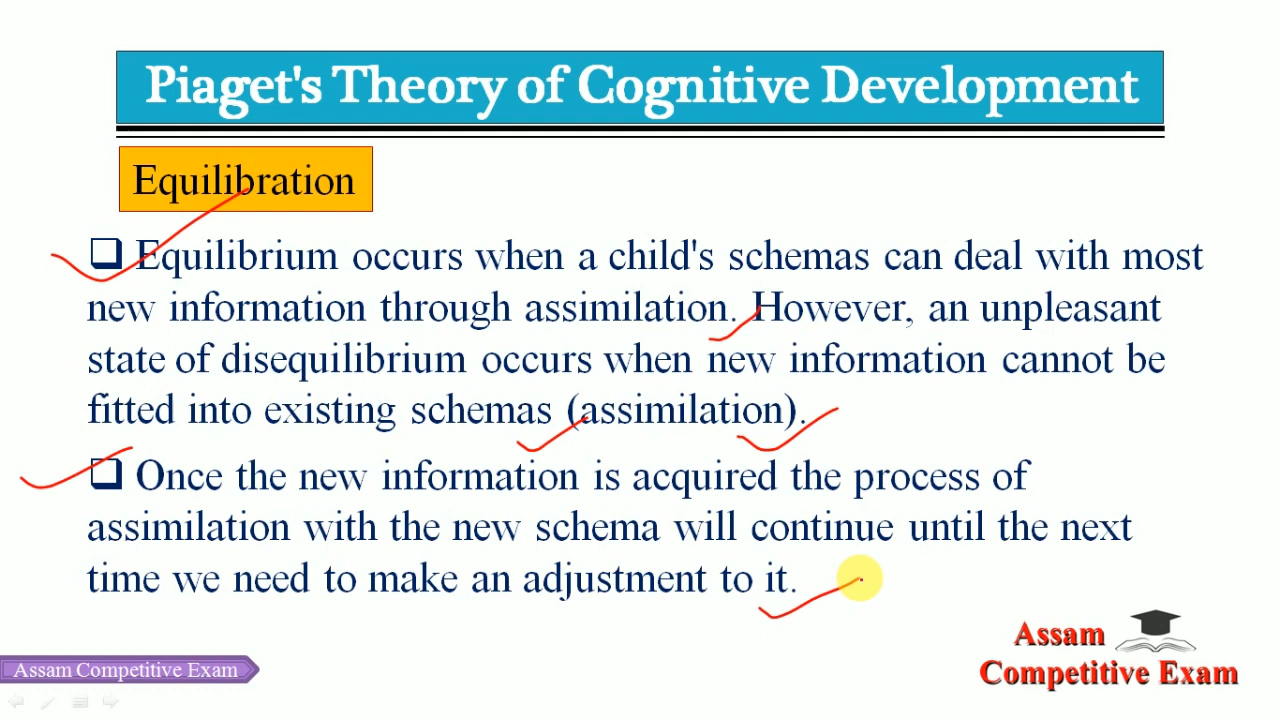 Piaget's Theory of Cognitive Development
Equilibration
Equilibrium occurs when a child's schemas can deal with most
new information through assimilation. However, an unpleasant
state of disequilibrium occurs when new information cannot be
fitted into existing schemas (assimilation).
Once the new information is acquired the process of
assimilation with the new schema will continue until the next
time we need to make an adjustment to it.
Assam
Competitive Exam
Assam Competitive Exam